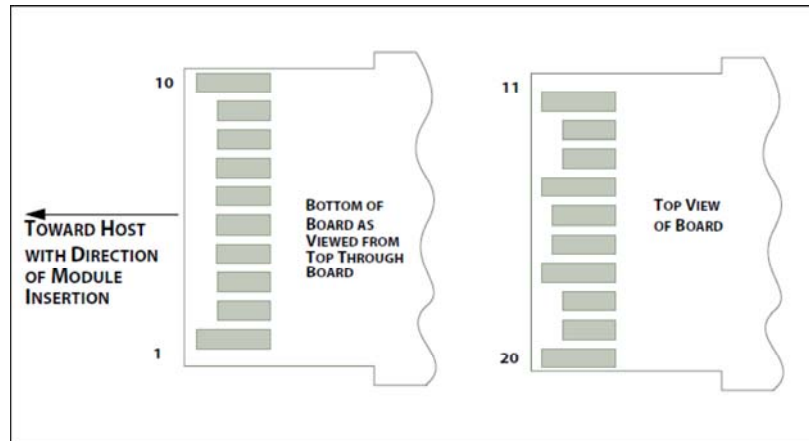 10
BOTTOM OF
BOARD AS
VIEWED FROM
TOP THROUGH
BOARD
TOWARD HOST
WITH DIRECTION
OF MODULE
INSERTION
1
11
TOP VIEW
OF BOARD
20